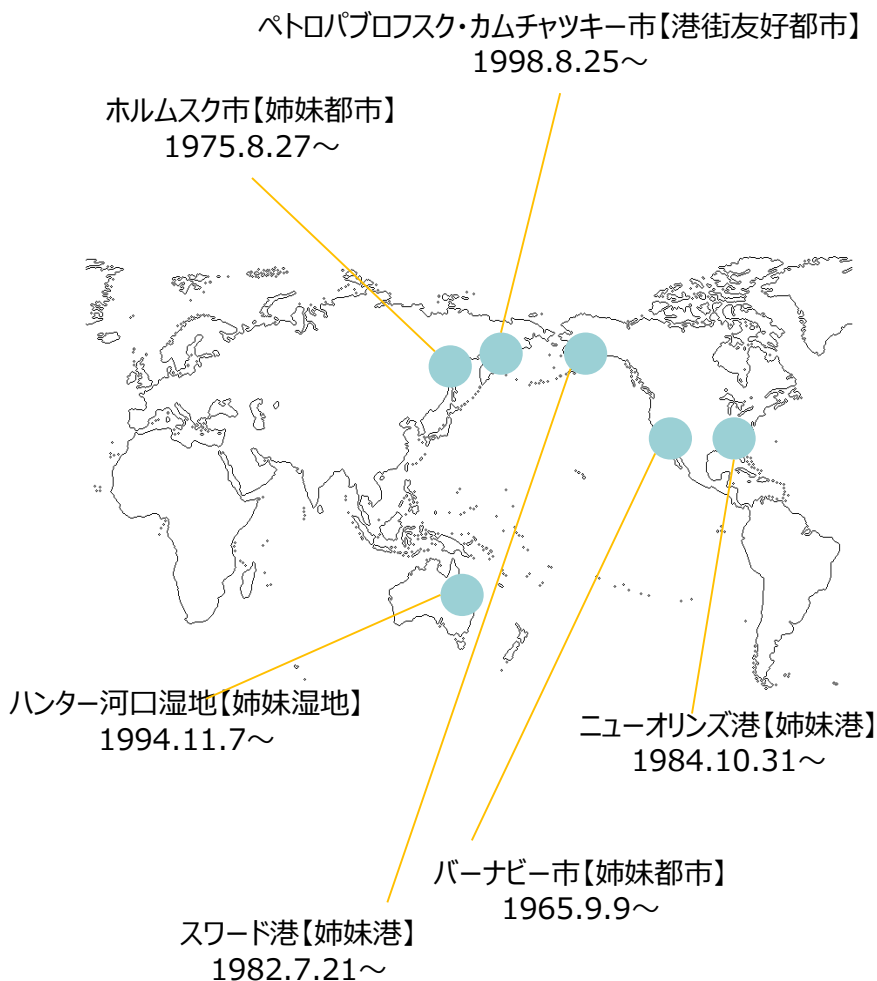 ペトロパブロフスク・カムチャツキー市【港街友好都市】
1998.8.25～
ホルムスク市【姉妹都市】
1975.8.27～
ハンター河口湿地【姉妹湿地】
1994.11.7～
ニューオリンズ港【姉妹港】
1984.10.31～
バーナビー市【姉妹都市】
1965.9.9～
スワード港【姉妹港】
1982.7.21～